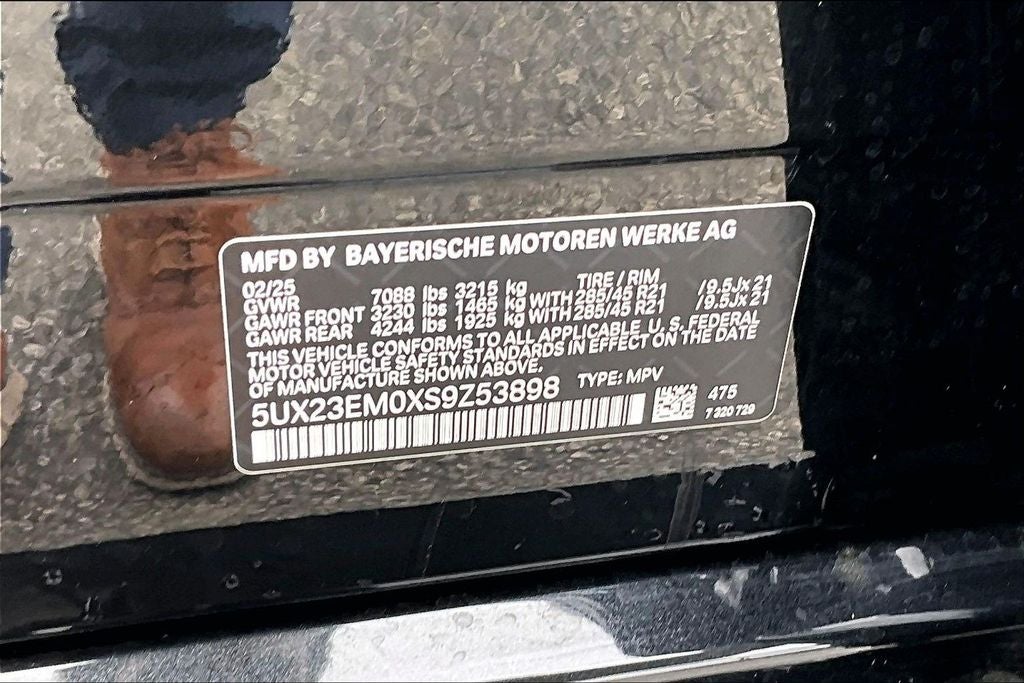 MFD BY BAYERISCHE MOTOREN WERKE AG
02/25 TIRE / RIM
GVWR 7088 lbs 3215 kg
GAWR FRONT 3230 lbs 1465 kg WITH 285/45 R21 /9.5Jx21
GAWR REAR 4244 lbs 1925 kg WITH 285/45 R21 /9.5Jx21
THIS VEHICLE CONFORMS TO ALL APPLICABLE U. S. FEDERAL
MOTOR VEHICLE SAFETY STANDARDS IN EFFECT ON THE DATE
OF MANUFACTURE SHOWN ABOVE.
5UX23EM0XS9Z53898 TYPE: MPV
475
7 320 729